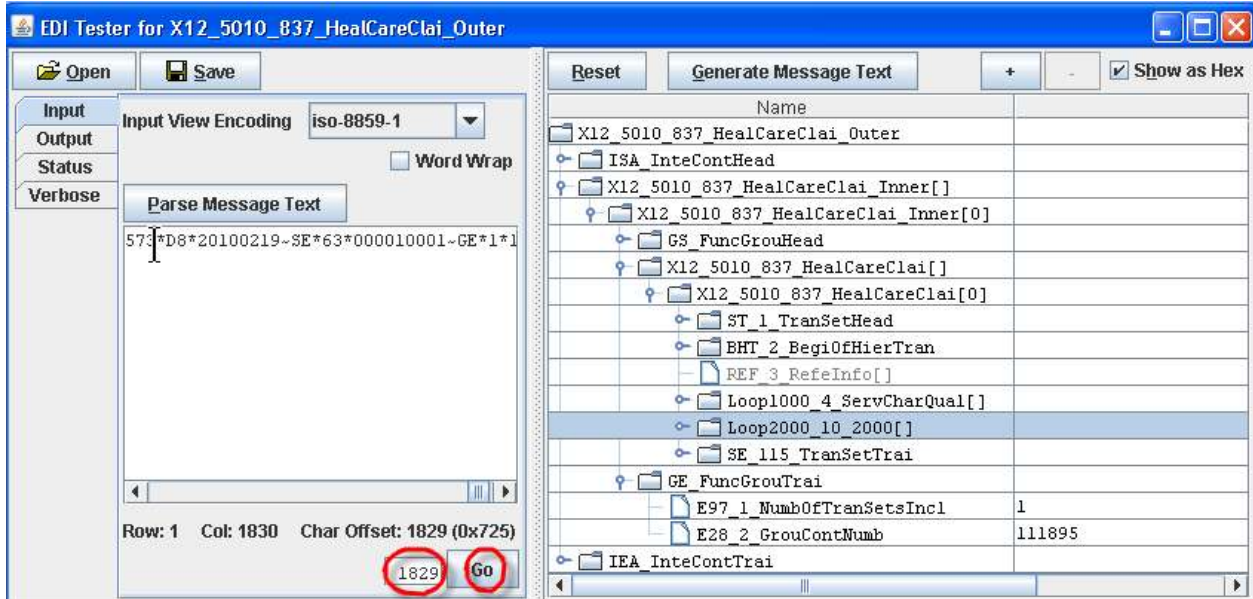 EDI Tester for X12_5010_837_HealCareClai_Outer
Open Save
Input
Output
Status
Verbose
Input View Encoding iso-8859-1
Word Wrap
Parse Message Text
573*D8*20100219~SE*63*000010001~GE*1*1
Row: 1 Col: 1830 Char Offset: 1829 (0x725)
1829 Go
Reset Generate Message Text + - Show as Hex
Name
X12_5010_837_HealCareClai_Outer
ISA_InteContHead
X12_5010_837_HealCareClai_Inner[]
X12_5010_837_HealCareClai_Inner[0]
GS_FuncGrouHead
X12_5010_837_HealCareClai[]
X12_5010_837_HealCareClai[0]
ST_1_TranSetHead
BHT_2_BegiOfHierTran
REF_3_RefeInfo[]
Loop1000_4_ServCharQual[]
Loop2000_10_2000[]
SE_115_TranSetTrai
GE_FuncGrouTrai
E97_1_NumbOfTranSetsIncl 1
E28_2_GrouContNumb 111895
IEA_InteContTrai